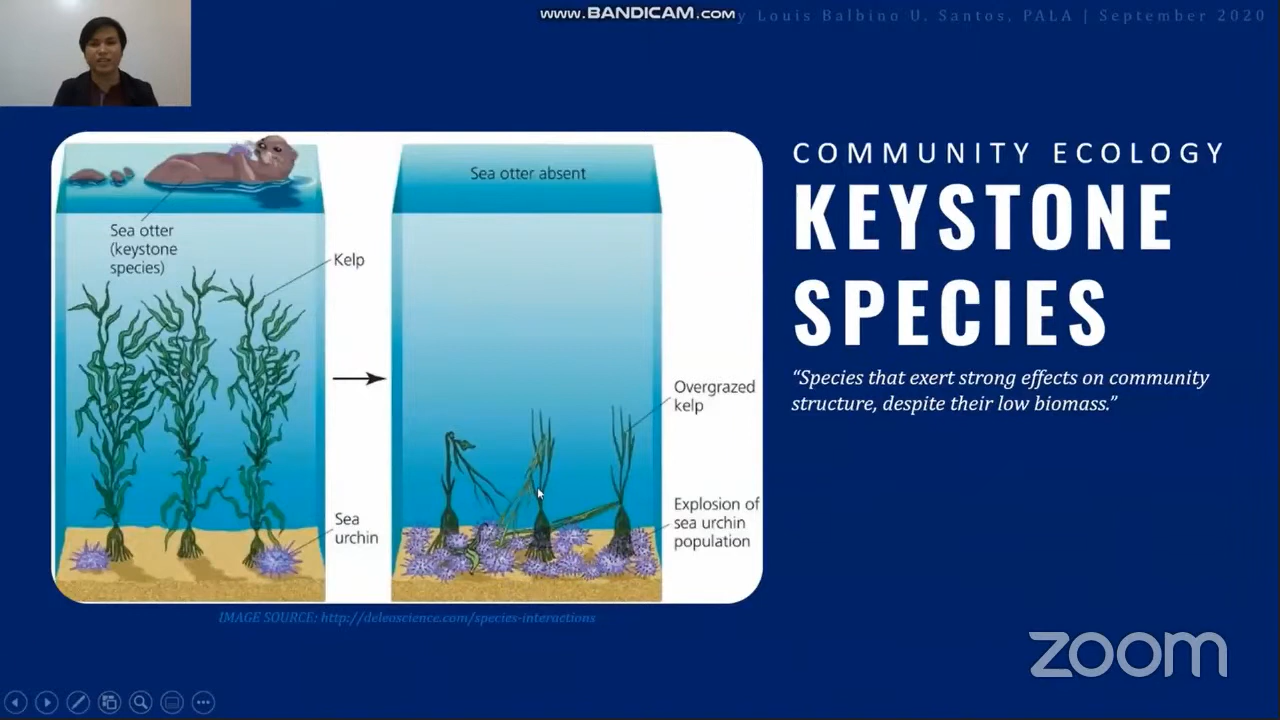 www.BANDICAM.com
y Louis Balbino U. Santos, PALA | September 2020
COMMUNITY ECOLOGY
KEYSTONE
SPECIES
“Species that exert strong effects on community
structure, despite their low biomass.”
Sea otter
(keystone
species)
Kelp
Sea
urchin
Sea otter absent
Overgrazed
kelp
Explosion of
sea urchin
population
IMAGE SOURCE: http://deleoscience.com/species-interactions
zoom